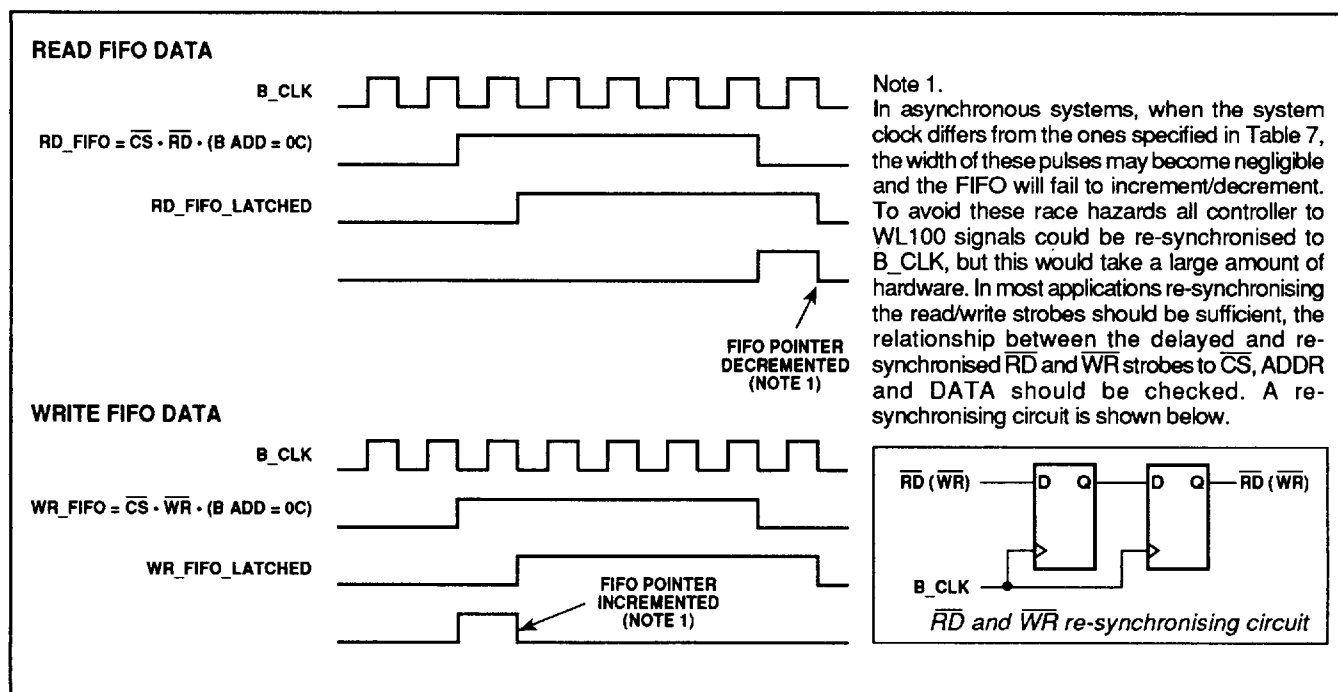 READ FIFO DATA
B_CLK
RD_FIFO = C̅S̅ • R̅D̅ • (B ADD = 0C)
RD_FIFO_LATCHED
FIFO POINTER
DECREMENTED
(NOTE 1)
WRITE FIFO DATA
B_CLK
WR_FIFO = C̅S̅ • W̅R̅ • (B ADD = 0C)
WR_FIFO_LATCHED
FIFO POINTER
INCREMENTED
(NOTE 1)
Note 1.
In asynchronous systems, when the system
clock differs from the ones specified in Table 7,
the width of these pulses may become negligible
and the FIFO will fail to increment/decrement.
To avoid these race hazards all controller to
WL100 signals could be re-synchronised to
B_CLK, but this would take a large amount of
hardware. In most applications re-synchronising
the read/write strobes should be sufficient, the
relationship between the delayed and re-
synchronised R̅D̅ and W̅R̅ strobes to C̅S̅, ADDR
and DATA should be checked. A re-
synchronising circuit is shown below.
R̅D̅ (W̅R̅) D Q D Q R̅D̅ (W̅R̅)
B_CLK
R̅D̅ and W̅R̅ re-synchronising circuit